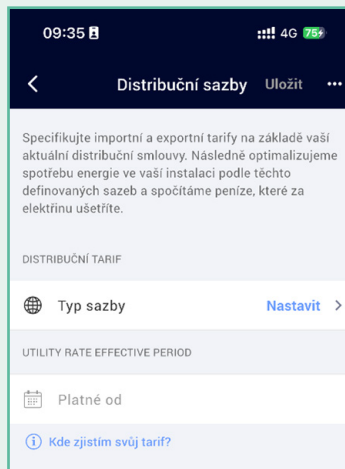 09:35 4G 75
Distribuční sazby Uložit ...
Specifikujte importní a exportní tarify na základě vaší
aktuální distribuční smlouvy. Následně optimalizujeme
spotřebu energie ve vaší instalaci podle těchto
definovaných sazeb a spočítáme peníze, které za
elektřinu ušetříte.
DISTRIBUČNÍ TARIF
Typ sazby Nastavit
UTILITY RATE EFFECTIVE PERIOD
Platné od
Kde zjistím svůj tarif?